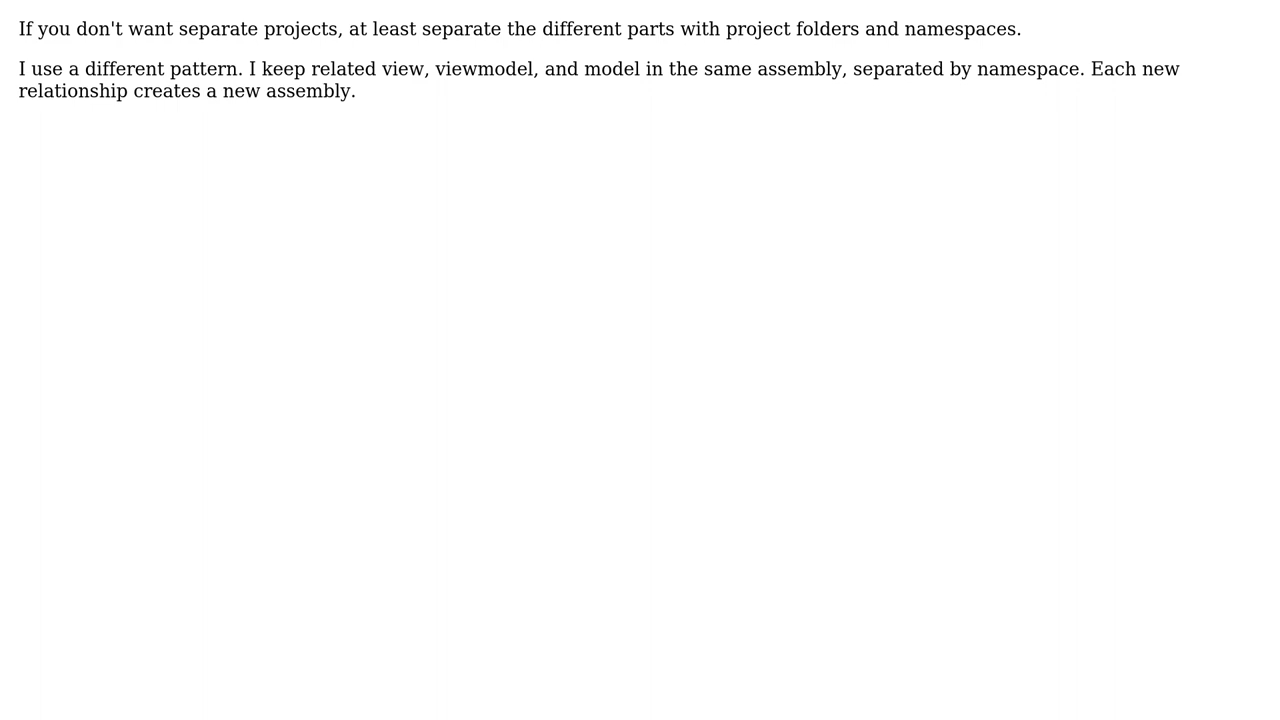 If you don't want separate projects, at least separate the different parts with project folders and namespaces.
I use a different pattern. I keep related view, viewmodel, and model in the same assembly, separated by namespace. Each new
relationship creates a new assembly.